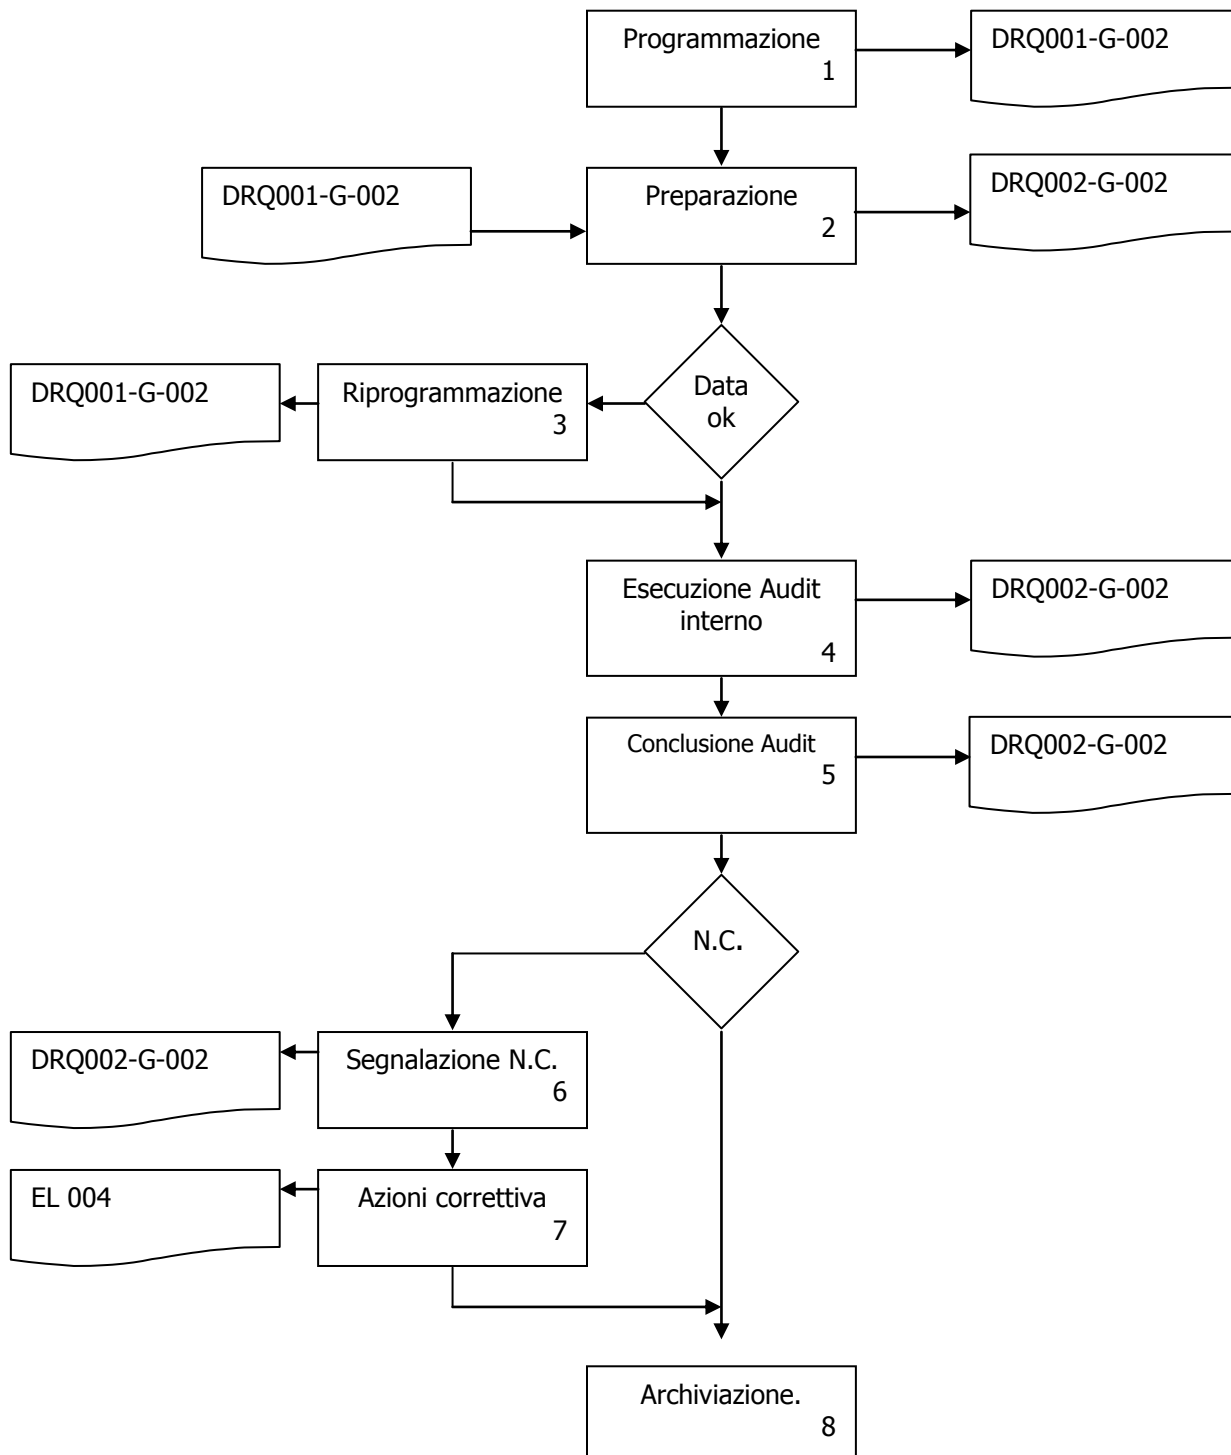 Programmazione
1
DRQ001-G-002
DRQ001-G-002
Preparazione
2
DRQ002-G-002
DRQ001-G-002
Riprogrammazione
3
Data
ok
Esecuzione Audit
interno
4
DRQ002-G-002
Conclusione Audit
5
DRQ002-G-002
N.C.
DRQ002-G-002
Segnalazione N.C.
6
EL 004
Azioni correttiva
7
Archiviazione.
8